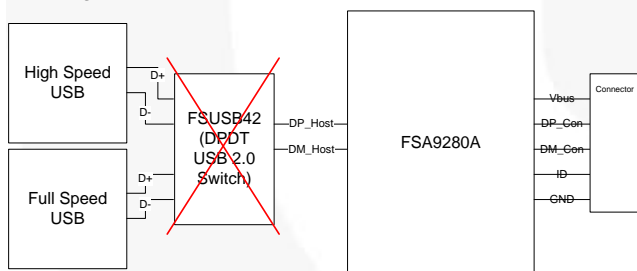 High Speed
USB
D+
D-
FSUSB42
(DPDT
USB 2.0
Switch)
DP_Host
DM_Host
FSA9280A
Connector
Vbus
DP_Con
DM_Con
ID
GND
Full Speed
USB
D+
D-